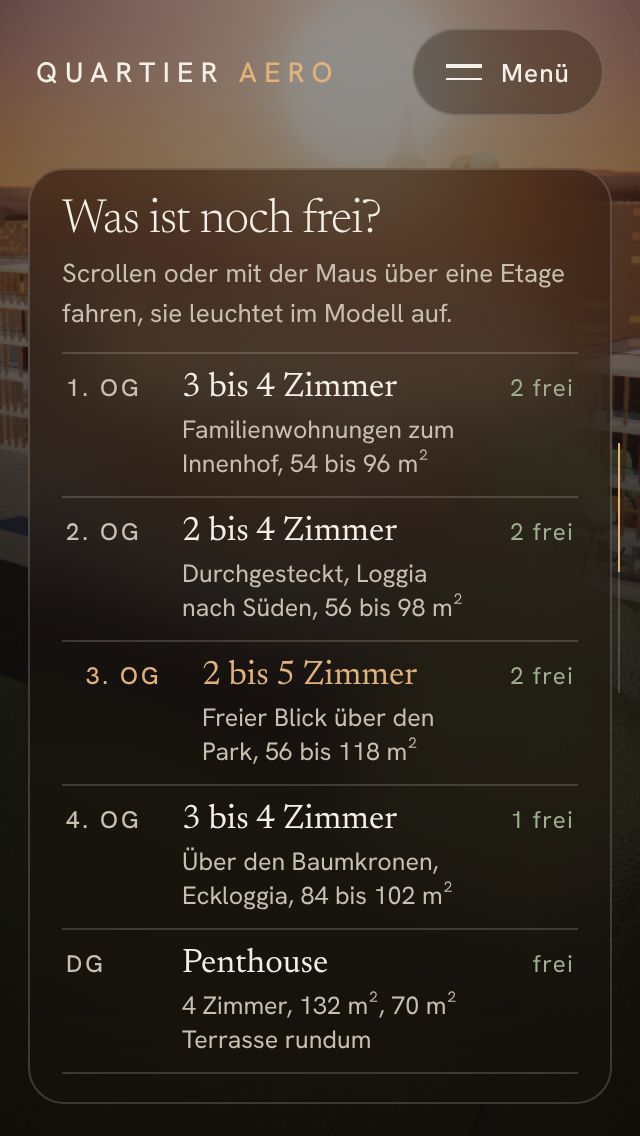 QUARTIER AERO
Menü
Was ist noch frei?
Scrollen oder mit der Maus über eine Etage
fahren, sie leuchtet im Modell auf.
1. OG 3 bis 4 Zimmer 2 frei
Familienwohnungen zum
Innenhof, 54 bis 96 m²
2. OG 2 bis 4 Zimmer 2 frei
Durchgesteckt, Loggia
nach Süden, 56 bis 98 m²
3. OG 2 bis 5 Zimmer 2 frei
Freier Blick über den
Park, 56 bis 118 m²
4. OG 3 bis 4 Zimmer 1 frei
Über den Baumkronen,
Eckloggia, 84 bis 102 m²
DG Penthouse frei
4 Zimmer, 132 m², 70 m²
Terrasse rundum